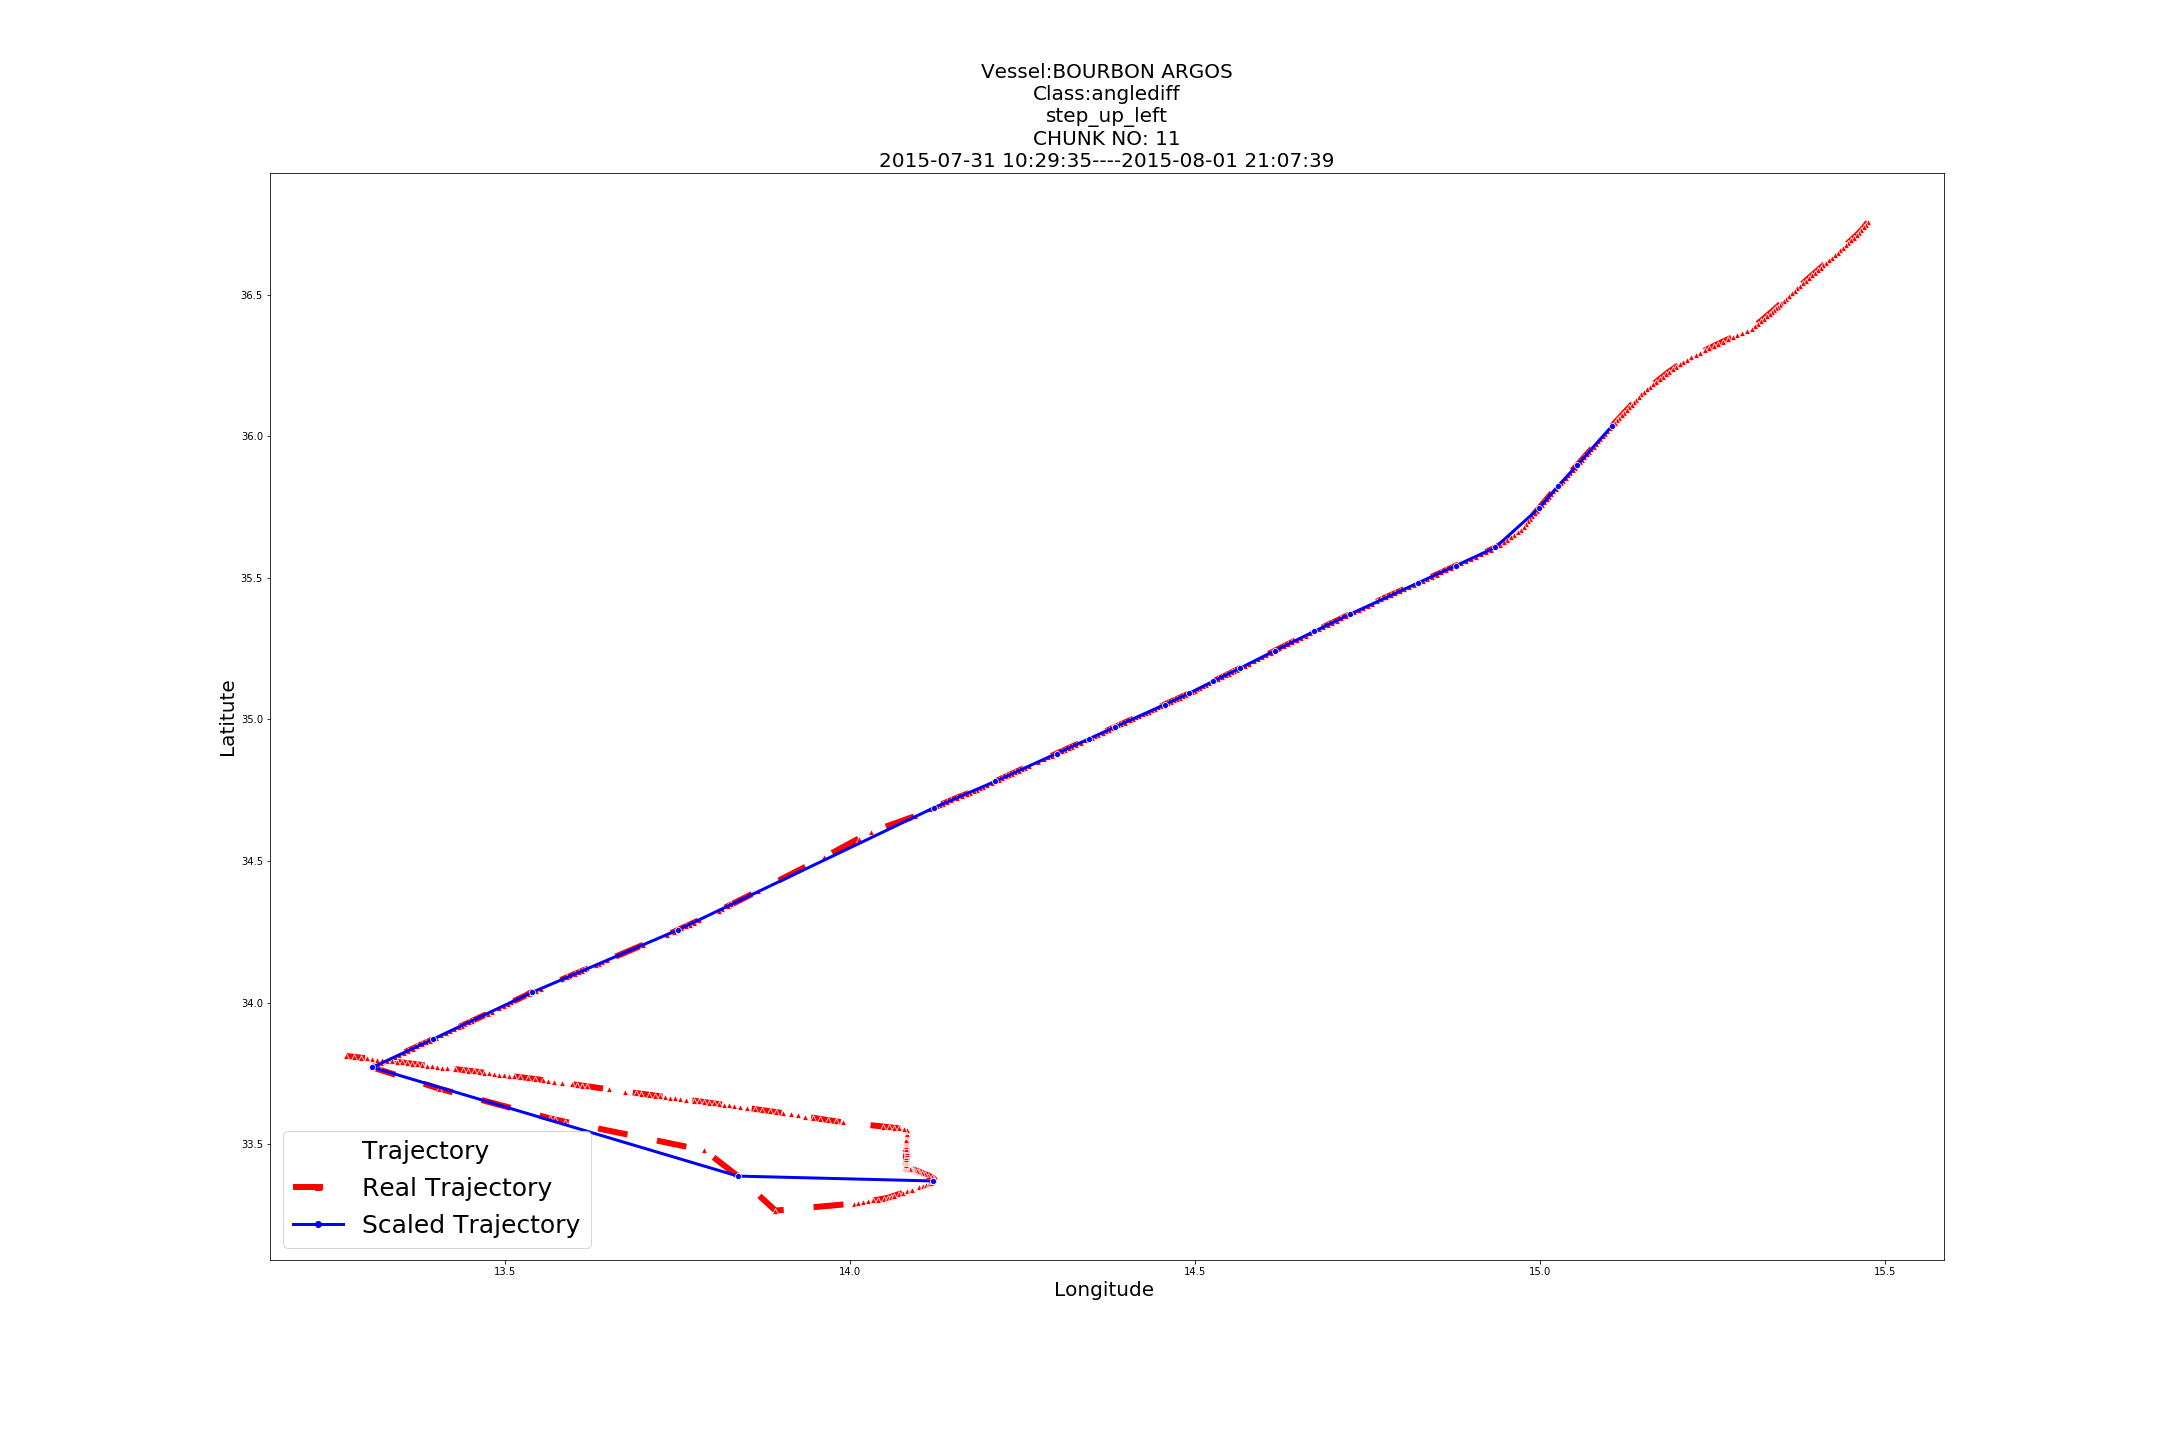 Vessel:BOURBON ARGOS
Class:anglediff
step_up_left
CHUNK NO: 11
2015-07-31 10:29:35----2015-08-01 21:07:39
36.5
36.0
35.5
35.0
34.5
34.0
33.5
Latitute
Trajectory
Real Trajectory
Scaled Trajectory
13.5 14.0 14.5 15.0 15.5
Longitude